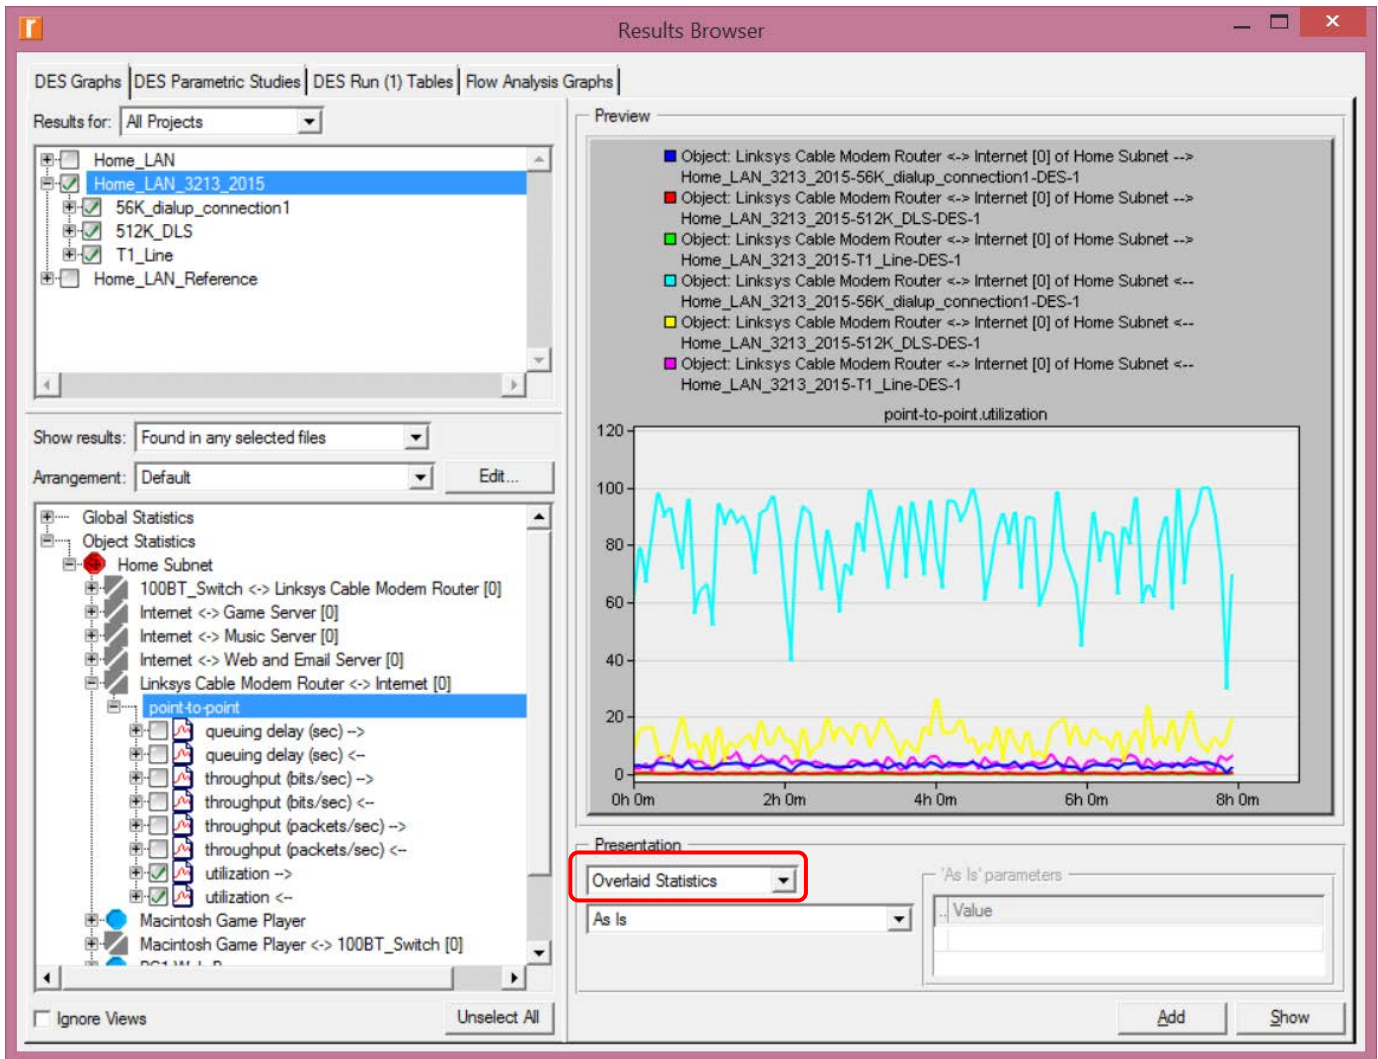 Results Browser
DES Graphs DES Parametric Studies DES Run (1) Tables Flow Analysis Graphs
Results for: All Projects
Home_LAN
Home_LAN_3213_2015
56K_dialup_connection1
512K_DLS
T1_Line
Home_LAN_Reference
Show results: Found in any selected files
Arrangement: Default Edit...
Global Statistics
Object Statistics
Home Subnet
100BT_Switch <-> Linksys Cable Modem Router [0]
Internet <-> Game Server [0]
Internet <-> Music Server [0]
Internet <-> Web and Email Server [0]
Linksys Cable Modem Router <-> Internet [0]
point-to-point
queuing delay (sec) -->
queuing delay (sec) <--
throughput (bits/sec) -->
throughput (bits/sec) <--
throughput (packets/sec) -->
throughput (packets/sec) <--
utilization -->
utilization <--
Macintosh Game Player
Macintosh Game Player <-> 100BT_Switch [0]
Ignore Views Unselect All
Preview
Object: Linksys Cable Modem Router <-> Internet [0] of Home Subnet -->
Home_LAN_3213_2015-56K_dialup_connection1-DES-1
Object: Linksys Cable Modem Router <-> Internet [0] of Home Subnet -->
Home_LAN_3213_2015-512K_DLS-DES-1
Object: Linksys Cable Modem Router <-> Internet [0] of Home Subnet -->
Home_LAN_3213_2015-T1_Line-DES-1
Object: Linksys Cable Modem Router <-> Internet [0] of Home Subnet <--
Home_LAN_3213_2015-56K_dialup_connection1-DES-1
Object: Linksys Cable Modem Router <-> Internet [0] of Home Subnet <--
Home_LAN_3213_2015-512K_DLS-DES-1
Object: Linksys Cable Modem Router <-> Internet [0] of Home Subnet <--
Home_LAN_3213_2015-T1_Line-DES-1
point-to-point.utilization
120
100
80
60
40
20
0
0h 0m 2h 0m 4h 0m 6h 0m 8h 0m
Presentation
Overlaid Statistics
As Is
'As Is' parameters
.. Value
Add Show